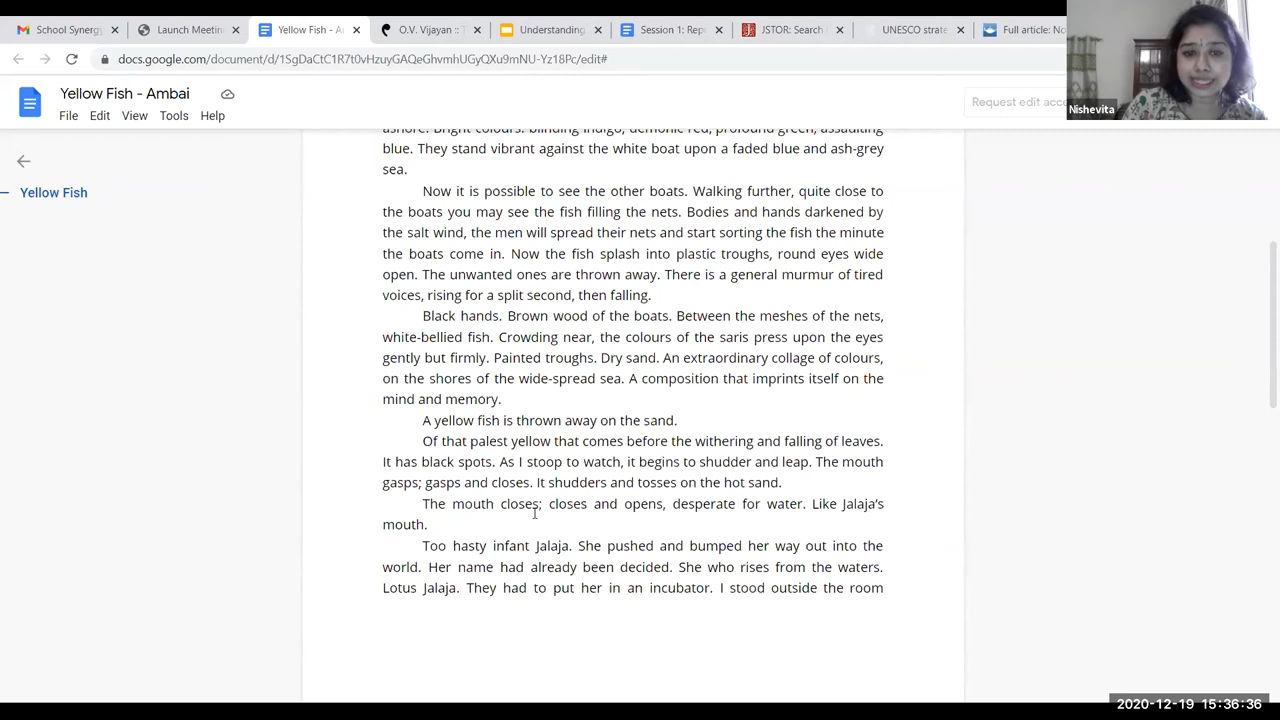 School Synergy
Launch Meetin
Yellow Fish - A
O.V. Vijayan :: T
Understanding
Session 1: Rep
JSTOR: Search
UNESCO strate
Full article: No
docs.google.com/document/d/
Yellow Fish - Ambai
File Edit View Tools Help
Request edit acce
Nishevita
Yellow Fish
ashore. Bright colours: blinding indigo, demonic red, profound green, assaulting
blue. They stand vibrant against the white boat upon a faded blue and ash-grey
sea.
Now it is possible to see the other boats. Walking further, quite close to
the boats you may see the fish filling the nets. Bodies and hands darkened by
the salt wind, the men will spread their nets and start sorting the fish the minute
the boats come in. Now the fish splash into plastic troughs, round eyes wide
open. The unwanted ones are thrown away. There is a general murmur of tired
voices, rising for a split second, then falling.
Black hands. Brown wood of the boats. Between the meshes of the nets,
white-bellied fish. Crowding near, the colours of the saris press upon the eyes
gently but firmly. Painted troughs. Dry sand. An extraordinary collage of colours,
on the shores of the wide-spread sea. A composition that imprints itself on the
mind and memory.
A yellow fish is thrown away on the sand.
Of that palest yellow that comes before the withering and falling of leaves.
It has black spots. As I stoop to watch, it begins to shudder and leap. The mouth
gasps; gasps and closes. It shudders and tosses on the hot sand.
The mouth closes; closes and opens, desperate for water. Like Jalaja's
mouth.
Too hasty infant Jalaja. She pushed and bumped her way out into the
world. Her name had already been decided. She who rises from the waters.
Lotus Jalaja. They had to put her in an incubator. I stood outside the room
2020-12-19 15:36:36